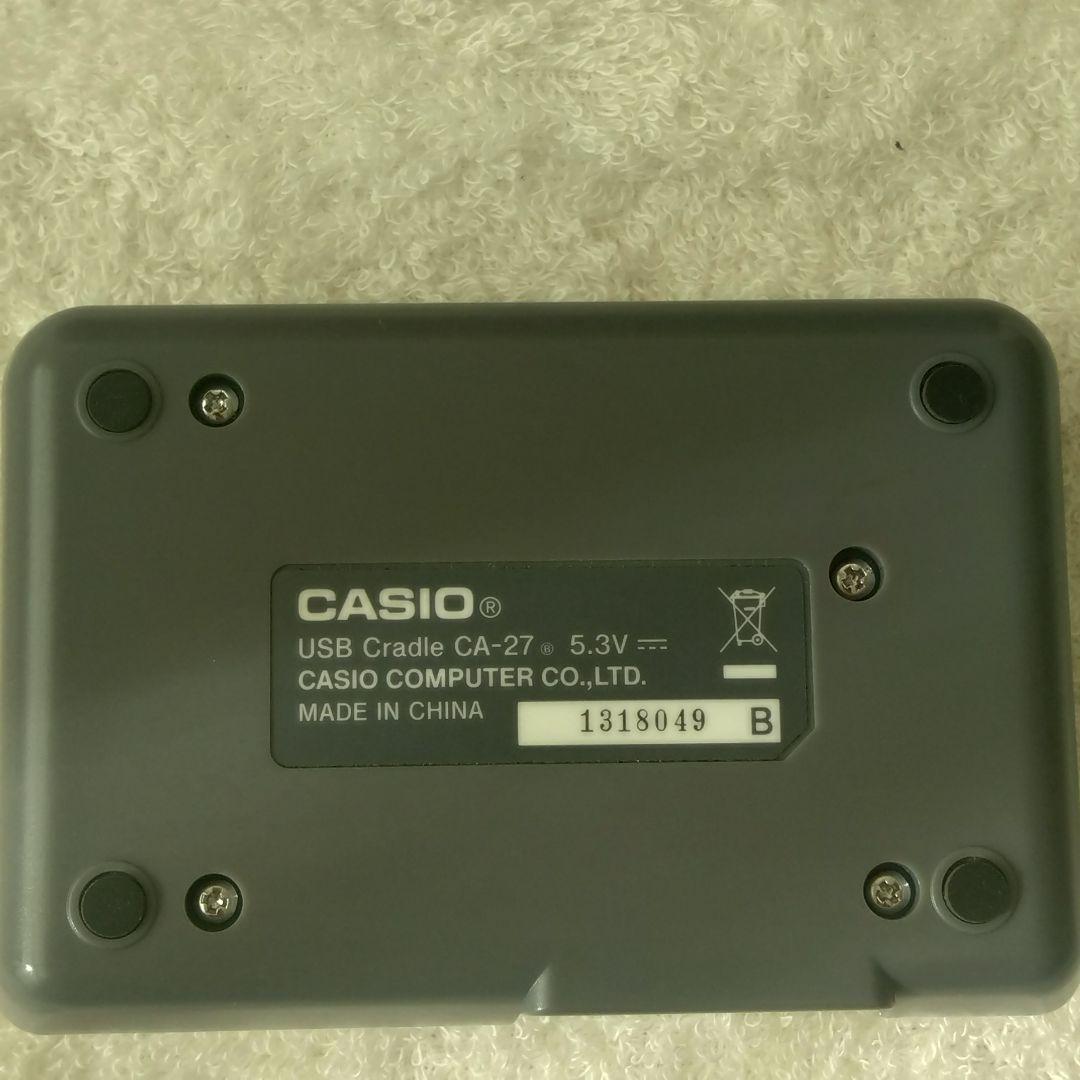 CASIO®
USB Cradle CA-27 Ⓑ 5.3V ⎓
CASIO COMPUTER CO.,LTD.
MADE IN CHINA
1318049 B